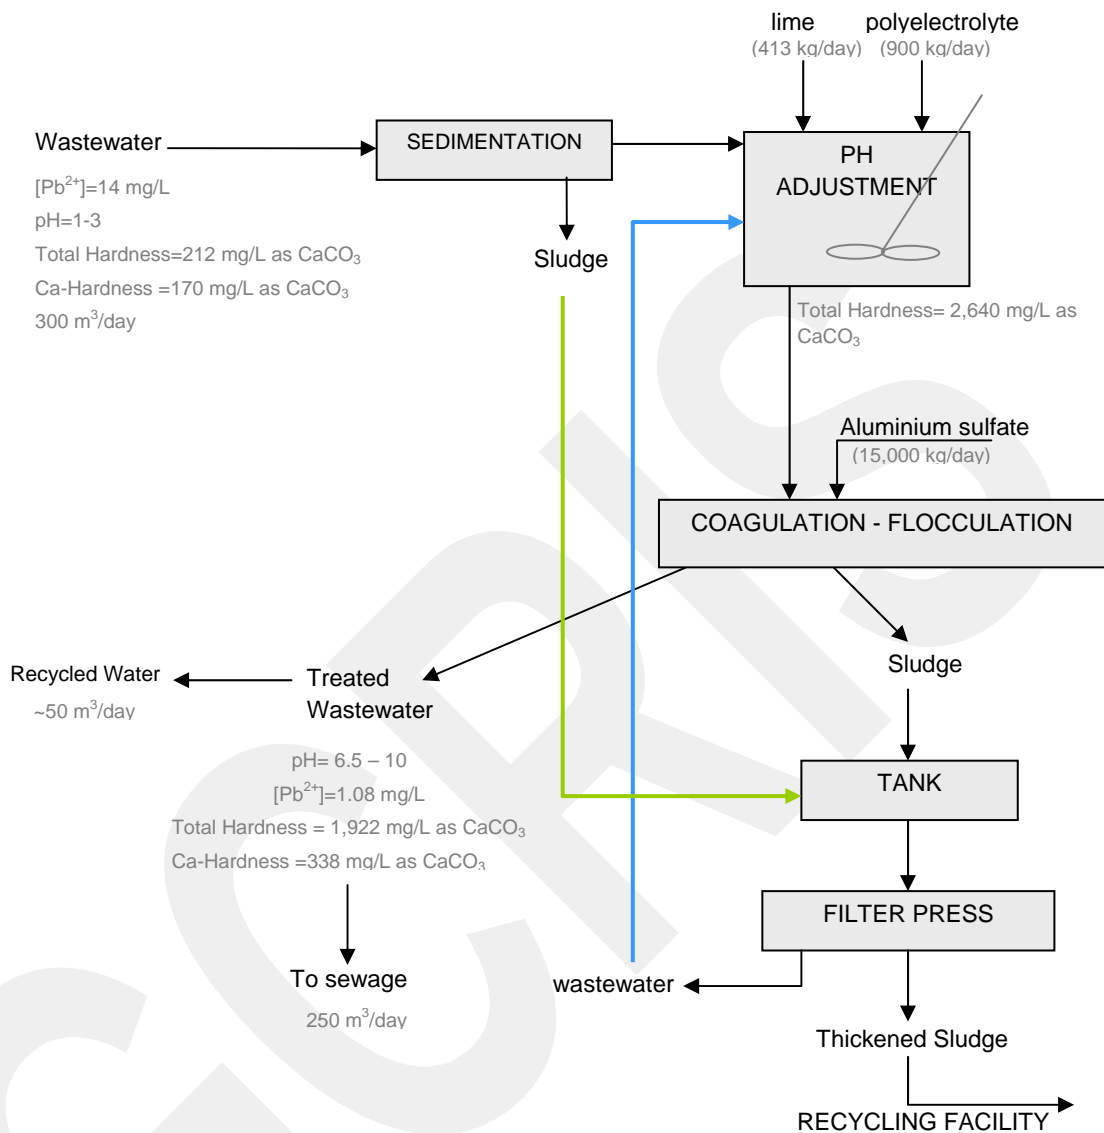 lime
(413 kg/day)
polyelectrolyte
(900 kg/day)
Wastewater
[Pb²⁺]=14 mg/L
pH=1-3
Total Hardness=212 mg/L as CaCO₃
Ca-Hardness =170 mg/L as CaCO₃
300 m³/day
SEDIMENTATION
PH
ADJUSTMENT
Sludge
Total Hardness= 2,640 mg/L as
CaCO₃
Aluminium sulfate
(15,000 kg/day)
COAGULATION - FLOCCULATION
Sludge
Recycled Water
~50 m³/day
Treated
Wastewater
pH= 6.5 – 10
[Pb²⁺]=1.08 mg/L
Total Hardness = 1,922 mg/L as CaCO₃
Ca-Hardness =338 mg/L as CaCO₃
TANK
FILTER PRESS
To sewage
250 m³/day
wastewater
Thickened Sludge
RECYCLING FACILITY
GCRIS